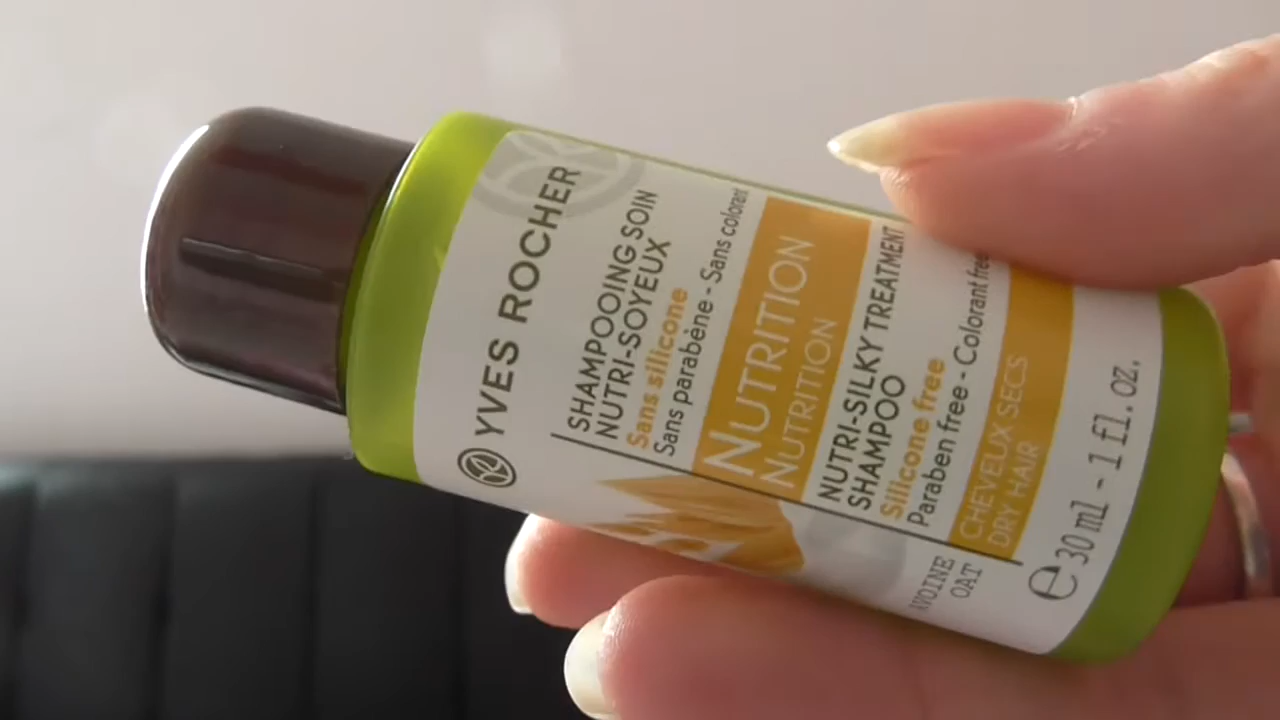 YVES ROCHER
SHAMPOOING SOIN
NUTRI-SOYEUX
Sans silicone
Sans parabène - Sans colorant
NUTRITION
NUTRITION
NUTRI-SILKY TREATMENT
SHAMPOO
Silicone free
Paraben free - Colorant free
CHEVEUX SECS
DRY HAIR
AVOINE
OAT
e 30 ml - 1 fl. oz.